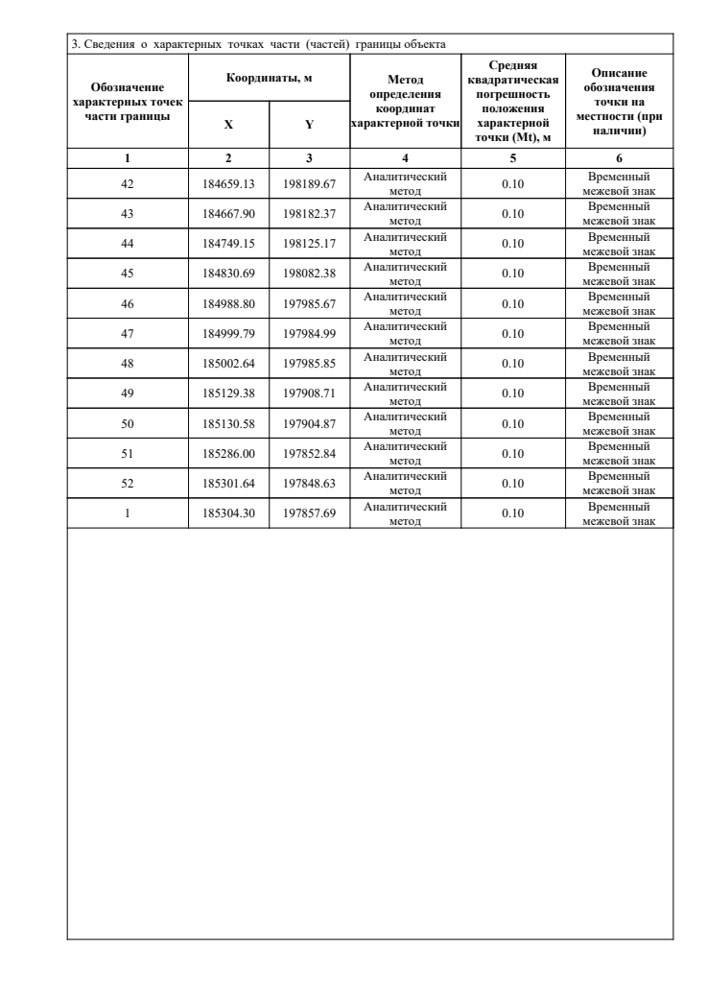 3. Сведения о характерных точках части (частей) границы объекта
Обозначение
характерных точек
части границы
Координаты, м
X
Y
Метод
определения
координат
характерной точки
Средняя
квадратическая
погрешность
положения
характерной
точки (Mt), м
Описание
обозначения
точки на
местности (при
наличии)
1 2 3 4 5 6
42 184659.13 198189.67 Аналитический
метод 0.10 Временный
межевой знак
43 184667.90 198182.37 Аналитический
метод 0.10 Временный
межевой знак
44 184749.15 198125.17 Аналитический
метод 0.10 Временный
межевой знак
45 184830.69 198082.38 Аналитический
метод 0.10 Временный
межевой знак
46 184988.80 197985.67 Аналитический
метод 0.10 Временный
межевой знак
47 184999.79 197984.99 Аналитический
метод 0.10 Временный
межевой знак
48 185002.64 197985.85 Аналитический
метод 0.10 Временный
межевой знак
49 185129.38 197908.71 Аналитический
метод 0.10 Временный
межевой знак
50 185130.58 197904.87 Аналитический
метод 0.10 Временный
межевой знак
51 185286.00 197852.84 Аналитический
метод 0.10 Временный
межевой знак
52 185301.64 197848.63 Аналитический
метод 0.10 Временный
межевой знак
1 185304.30 197857.69 Аналитический
метод 0.10 Временный
межевой знак